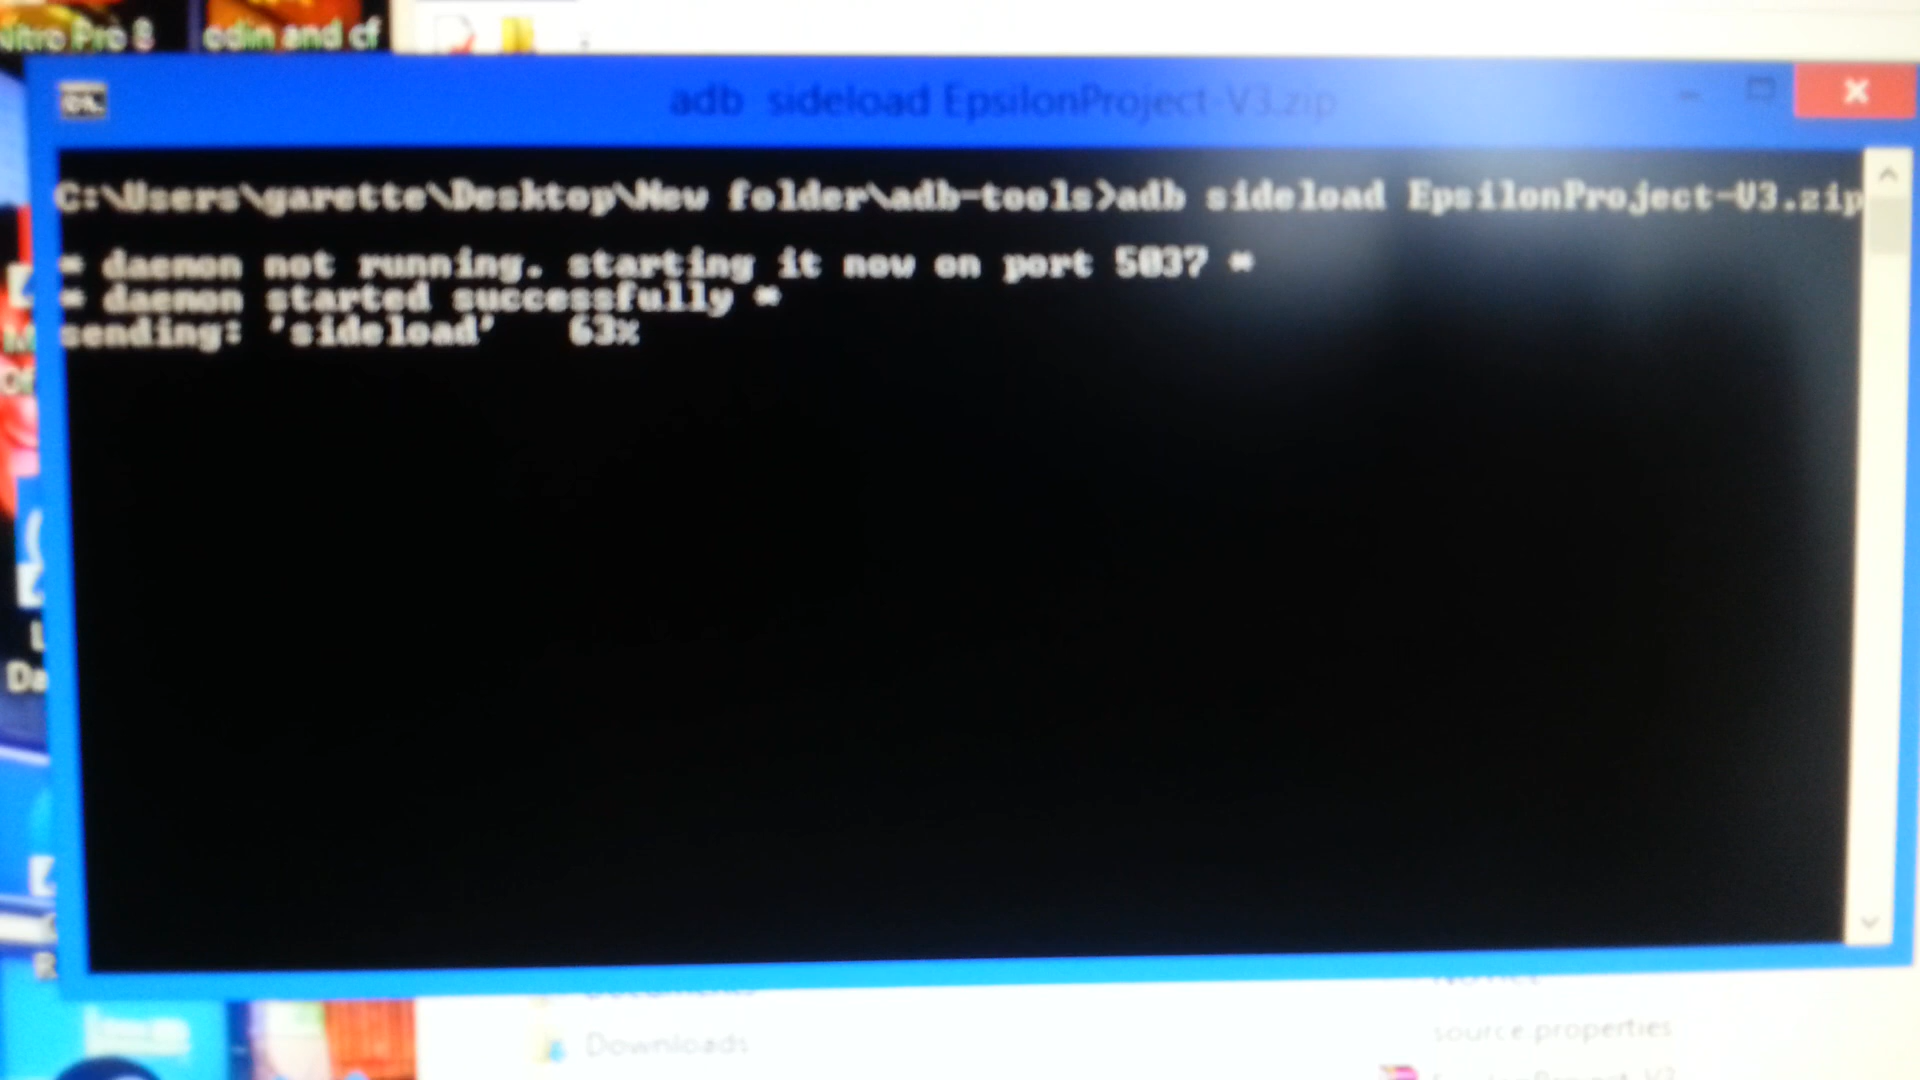 Nitro Pro 8
odin and cf
adb sideload EpsilonProject-V3.zip
C:\Users\garette\Desktop\New folder\adb-tools>adb sideload EpsilonProject-V3.zip
* daemon not running. starting it now on port 5037 *
* daemon started successfully *
sending: 'sideload' 63%
Da
R
Documents
Downloads
source.properties